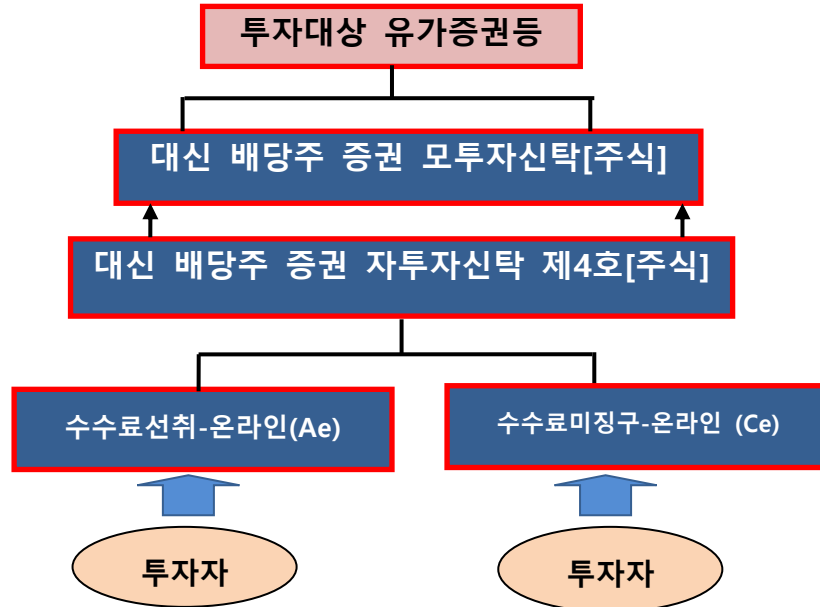 투자대상 유가증권등
대신 배당주 증권 모투자신탁[주식]
대신 배당주 증권 자투자신탁 제4호[주식]
수수료선취-온라인(Ae)
수수료미징구-온라인 (Ce)
투자자
투자자